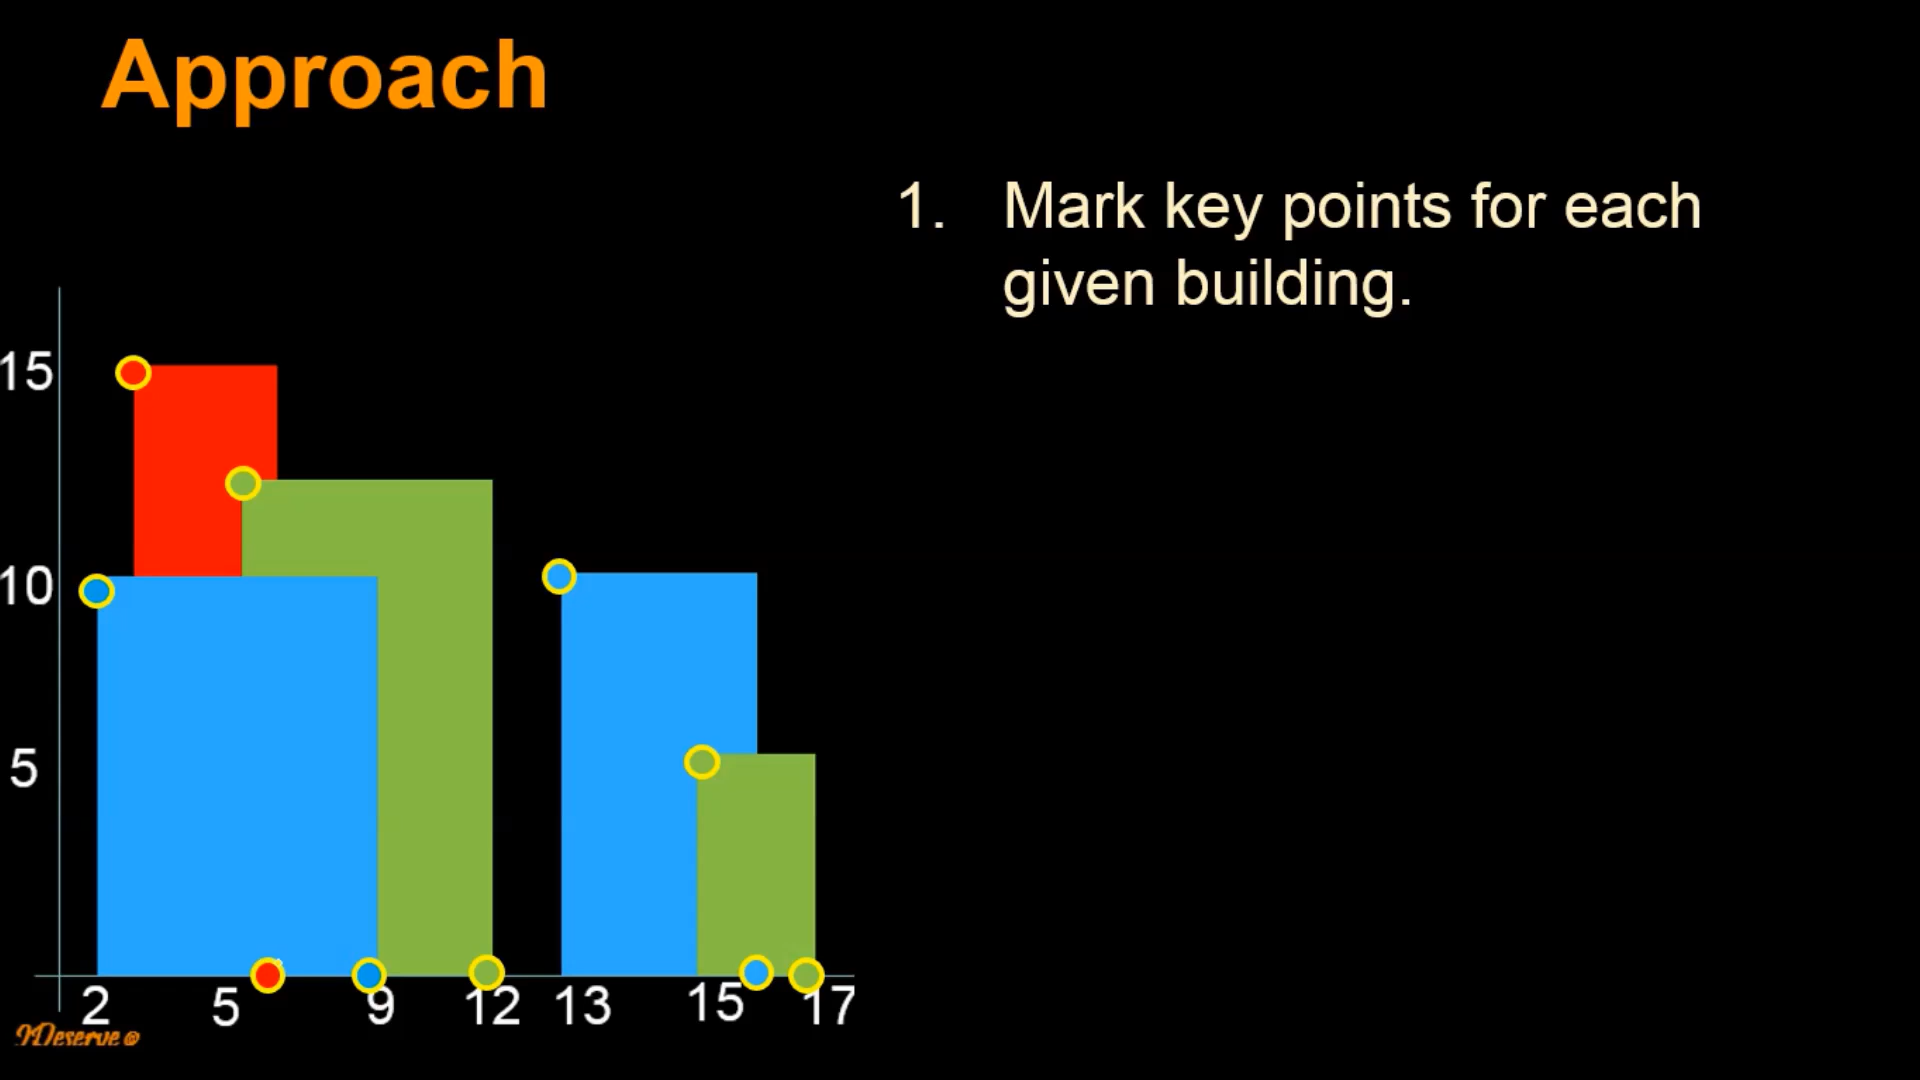 Approach
1. Mark key points for each
given building.
15
10
5
2 5 9 12 13 15 17
IDeserve